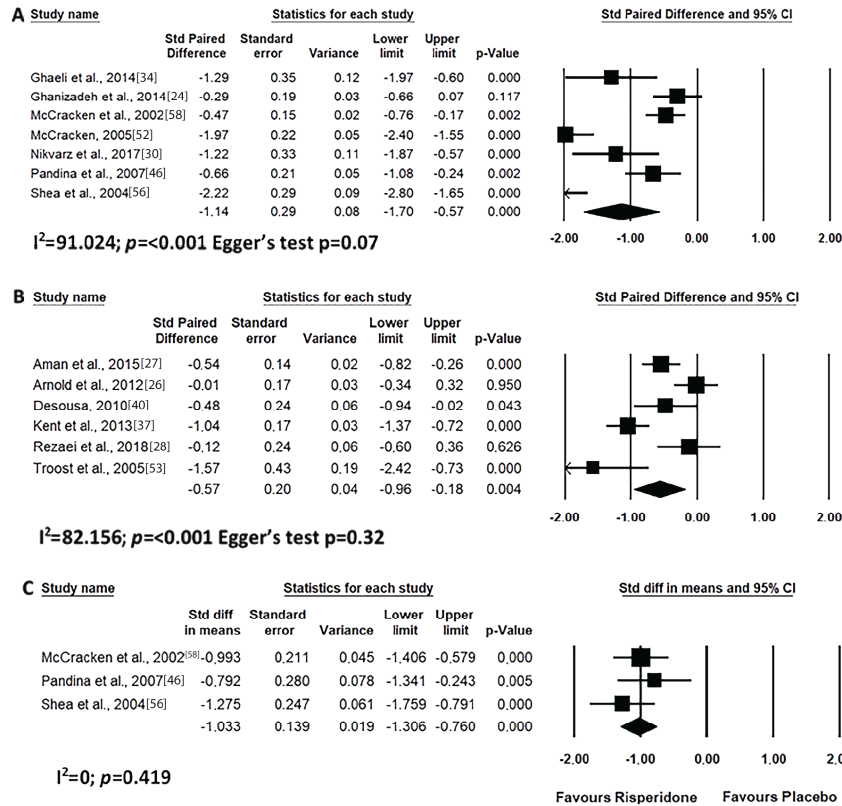 A Study name Statistics for each study Std Paired Difference and 95% CI
Std Paired Difference Standard error Variance Lower limit Upper limit p-Value
Ghaeli et al., 2014[34] -1.29 0.35 0.12 -1.97 -0.60 0.000
Ghanizadeh et al., 2014[24] -0.29 0.19 0.03 -0.66 0.07 0.117
McCracken et al., 2002[58] -0.47 0.15 0.02 -0.76 -0.17 0.002
McCracken, 2005[52] -1.97 0.22 0.05 -2.40 -1.55 0.000
Nikvarz et al., 2017[30] -1.22 0.33 0.11 -1.87 -0.57 0.000
Pandina et al., 2007[46] -0.66 0.21 0.05 -1.08 -0.24 0.002
Shea et al., 2004[56] -2.22 0.29 0.09 -2.80 -1.65 0.000
-1.14 0.29 0.08 -1.70 -0.57 0.000
-2.00 -1.00 0.00 1.00 2.00
I²=91.024; p=<0.001 Egger's test p=0.07
B Study name Statistics for each study Std Paired Difference and 95% CI
Std Paired Difference Standard error Variance Lower limit Upper limit p-Value
Aman et al., 2015[27] -0.54 0.14 0.02 -0.82 -0.26 0.000
Arnold et al., 2012[26] -0.01 0.17 0.03 -0.34 0.32 0.950
Desousa, 2010[40] -0.48 0.24 0.06 -0.94 -0.02 0.043
Kent et al., 2013[37] -1.04 0.17 0.03 -1.37 -0.72 0.000
Rezaei et al., 2018[28] -0.12 0.24 0.06 -0.60 0.36 0.626
Troost et al., 2005[53] -1.57 0.43 0.19 -2.42 -0.73 0.000
-0.57 0.20 0.04 -0.96 -0.18 0.004
-2.00 -1.00 0.00 1.00 2.00
I²=82.156; p=<0.001 Egger's test p=0.32
C Study name Statistics for each study Std diff in means and 95% CI
Std diff in means Standard error Variance Lower limit Upper limit p-Value
McCracken et al., 2002[58] -0.993 0.211 0.045 -1.406 -0.579 0.000
Pandina et al., 2007[46] -0.792 0.280 0.078 -1.341 -0.243 0.005
Shea et al., 2004[56] -1.275 0.247 0.061 -1.759 -0.791 0.000
-1.033 0.139 0.019 -1.306 -0.760 0.000
-2.00 -1.00 0.00 1.00 2.0
I²=0; p=0.419
Favours Risperidone Favours Placebo